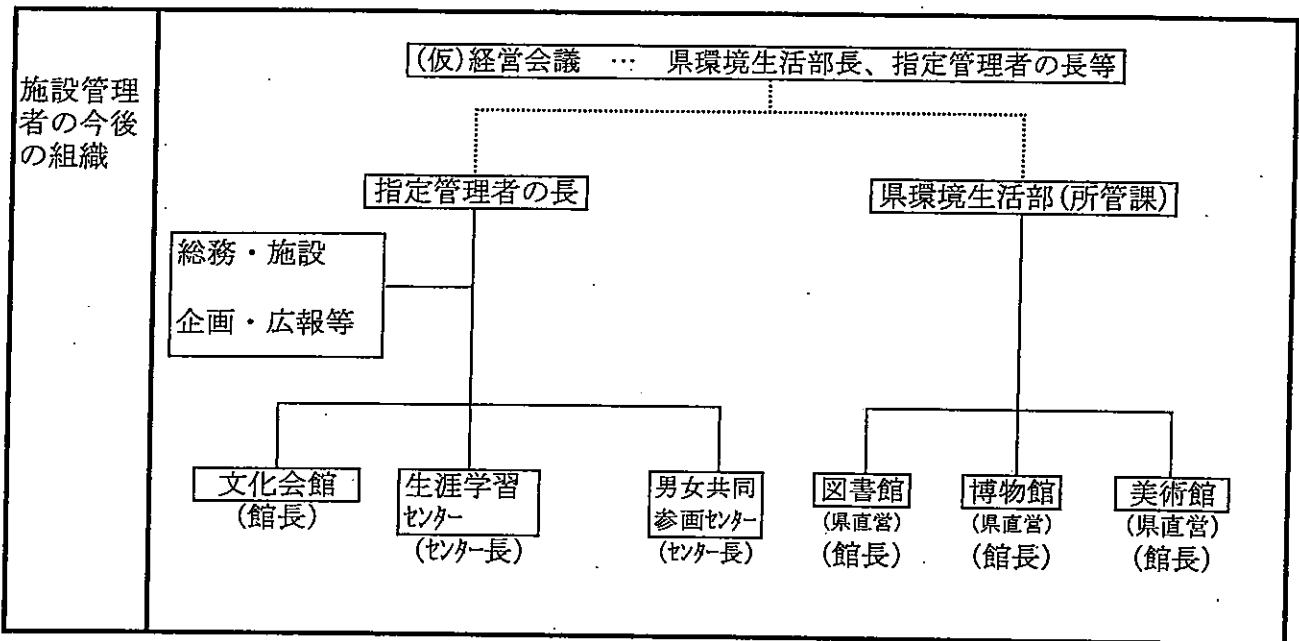 施設管理
者の今後
の組織
(仮)経営会議 … 県環境生活部長、指定管理者の長等
指定管理者の長
県環境生活部(所管課)
総務・施設
企画・広報等
文化会館
(館長)
生涯学習
センター
(センター長)
男女共同
参画センター
(センター長)
図書館
(県直営)
(館長)
博物館
(県直営)
(館長)
美術館
(県直営)
(館長)